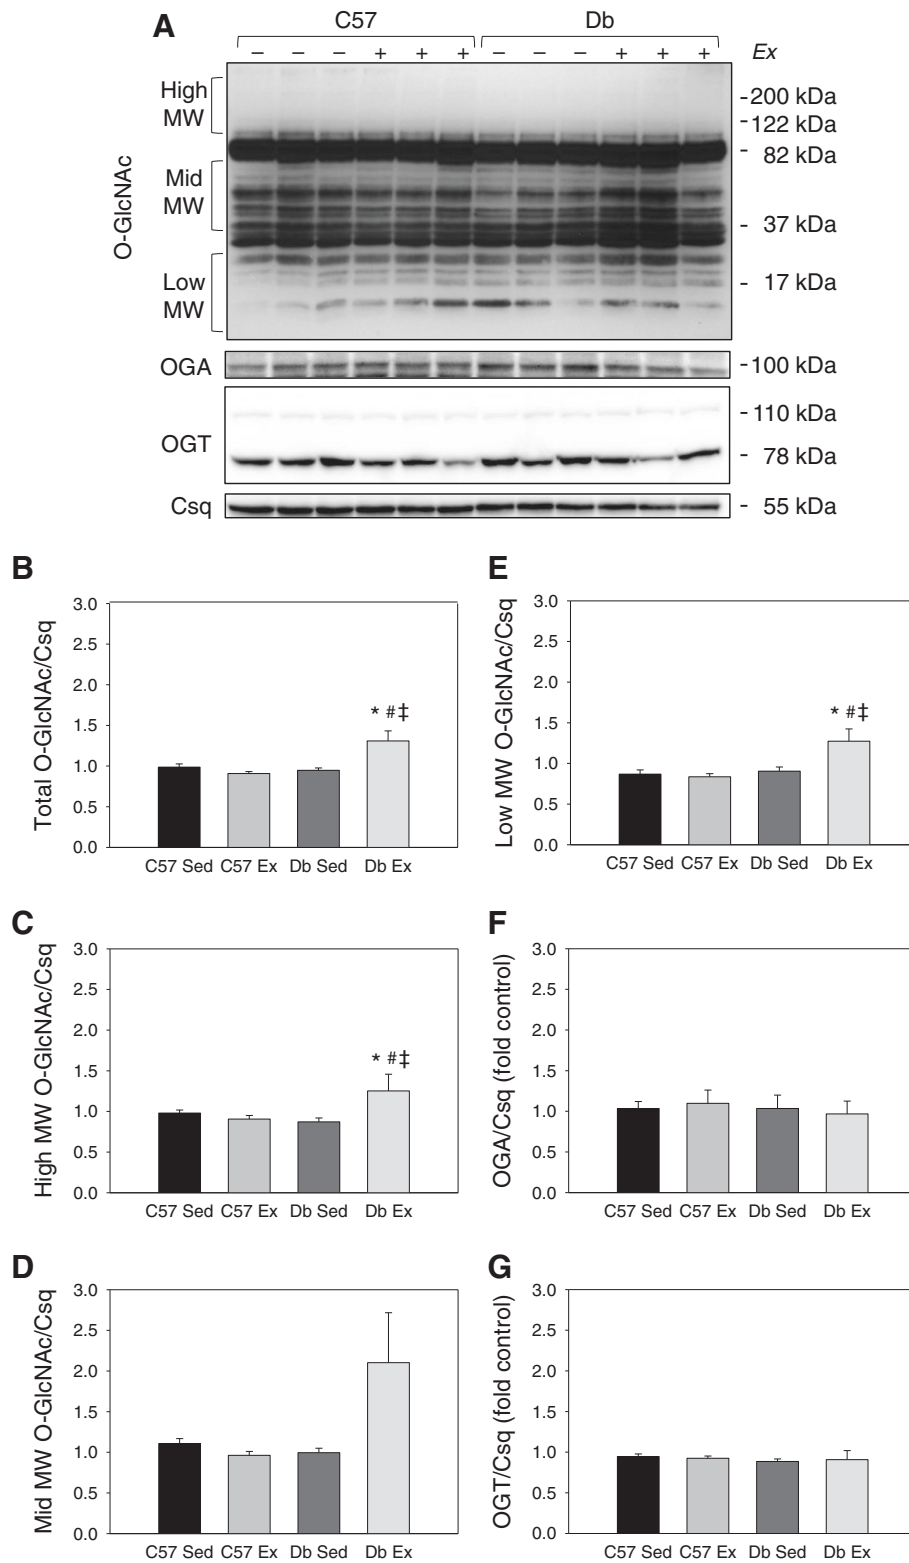 A
C57 Db
– – – + + + – – – + + + Ex
O-GlcNAc
High
MW
Mid
MW
Low
MW
-200 kDa
-122 kDa
- 82 kDa
- 37 kDa
- 17 kDa
OGA
-100 kDa
OGT
-110 kDa
- 78 kDa
Csq
- 55 kDa
B
Total O-GlcNAc/Csq
3.0
2.5
2.0
1.5
1.0
0.5
0.0
* #‡
C57 Sed C57 Ex Db Sed Db Ex
E
Low MW O-GlcNAc/Csq
3.0
2.5
2.0
1.5
1.0
0.5
0.0
* #‡
C57 Sed C57 Ex Db Sed Db Ex
C
High MW O-GlcNAc/Csq
3.0
2.5
2.0
1.5
1.0
0.5
0.0
* #‡
C57 Sed C57 Ex Db Sed Db Ex
F
OGA/Csq (fold control)
3.0
2.5
2.0
1.5
1.0
0.5
0.0
C57 Sed C57 Ex Db Sed Db Ex
D
Mid MW O-GlcNAc/Csq
3.0
2.5
2.0
1.5
1.0
0.5
0.0
C57 Sed C57 Ex Db Sed Db Ex
G
OGT/Csq (fold control)
3.0
2.5
2.0
1.5
1.0
0.5
0.0
C57 Sed C57 Ex Db Sed Db Ex